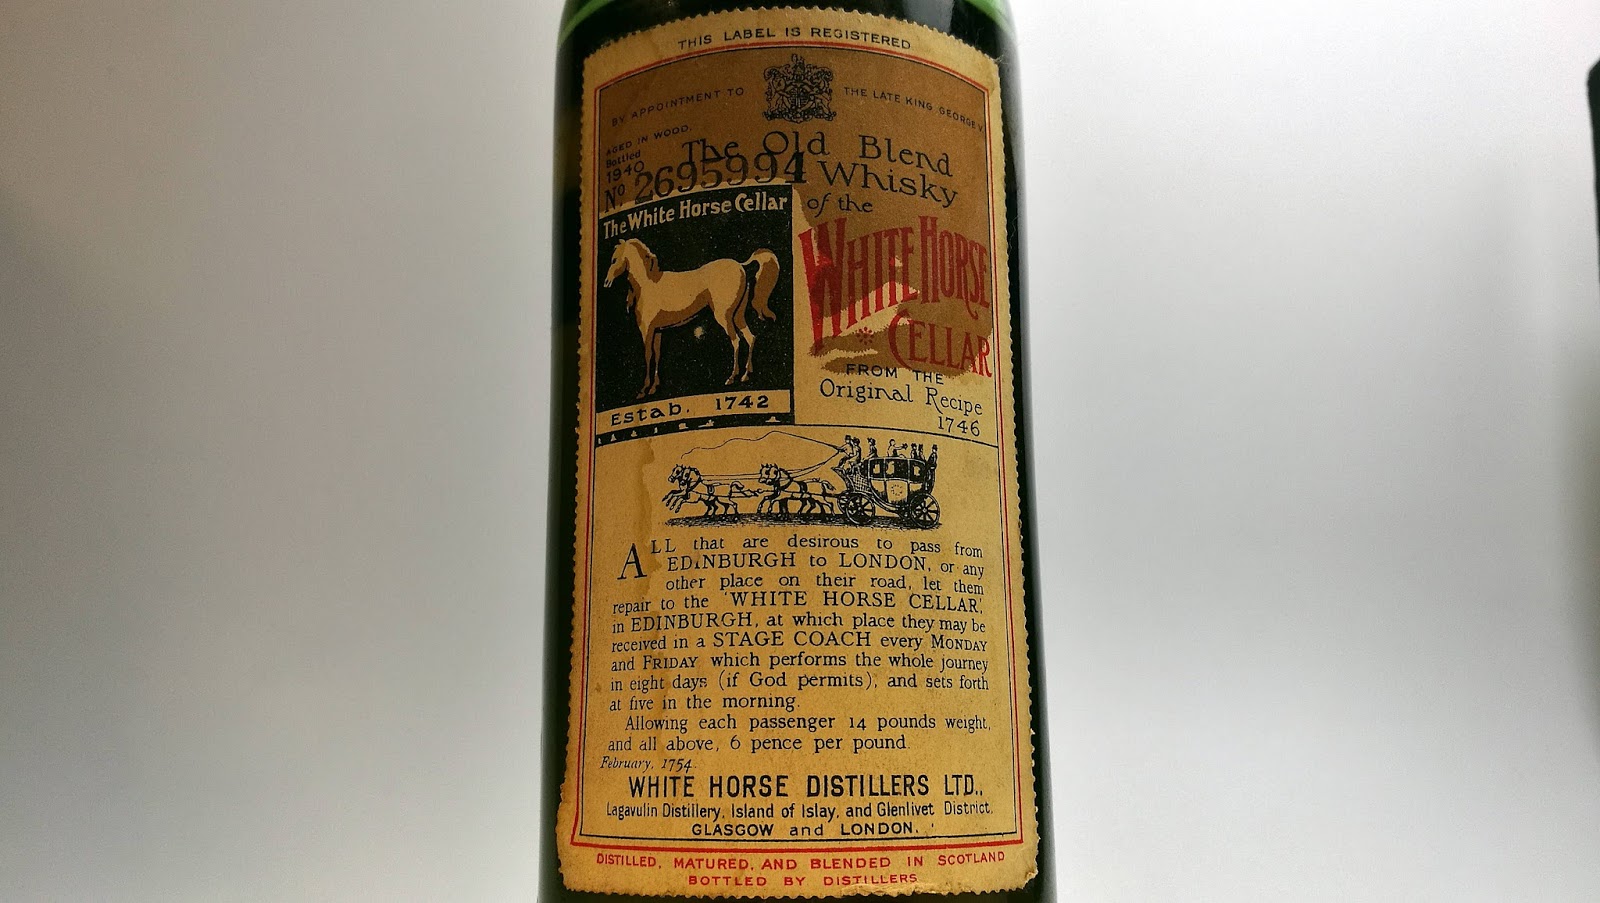 THIS LABEL IS REGISTERED
BY APPOINTMENT TO THE LATE KING GEORGE V.
AGED IN WOOD.
Bottled
1940
No 2695994
The Old Blend
Whisky
of the
WHITE HORSE
CELLAR
FROM THE
Original Recipe
1746
The White Horse Cellar
Estab. 1742
ALL that are desirous to pass from
EDINBURGH to LONDON, or any
other place on their road, let them
repair to the 'WHITE HORSE CELLAR',
in EDINBURGH, at which place they may be
received in a STAGE COACH every MONDAY
and FRIDAY which performs the whole journey
in eight days (if God permits), and sets forth
at five in the morning.
Allowing each passenger 14 pounds weight,
and all above, 6 pence per pound.
February, 1754.
WHITE HORSE DISTILLERS LTD.,
Lagavulin Distillery, Island of Islay, and Glenlivet District,
GLASGOW and LONDON.
DISTILLED, MATURED, AND BLENDED IN SCOTLAND
BOTTLED BY DISTILLERS